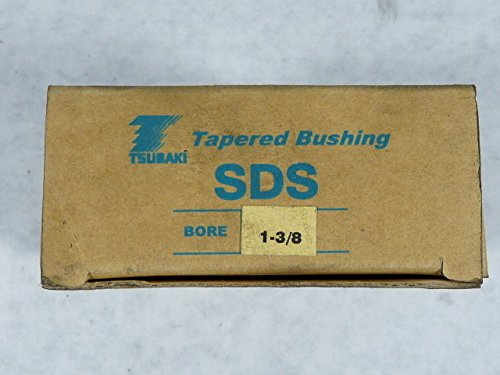 TSUBAKI
Tapered Bushing
SDS
BORE 1-3/8